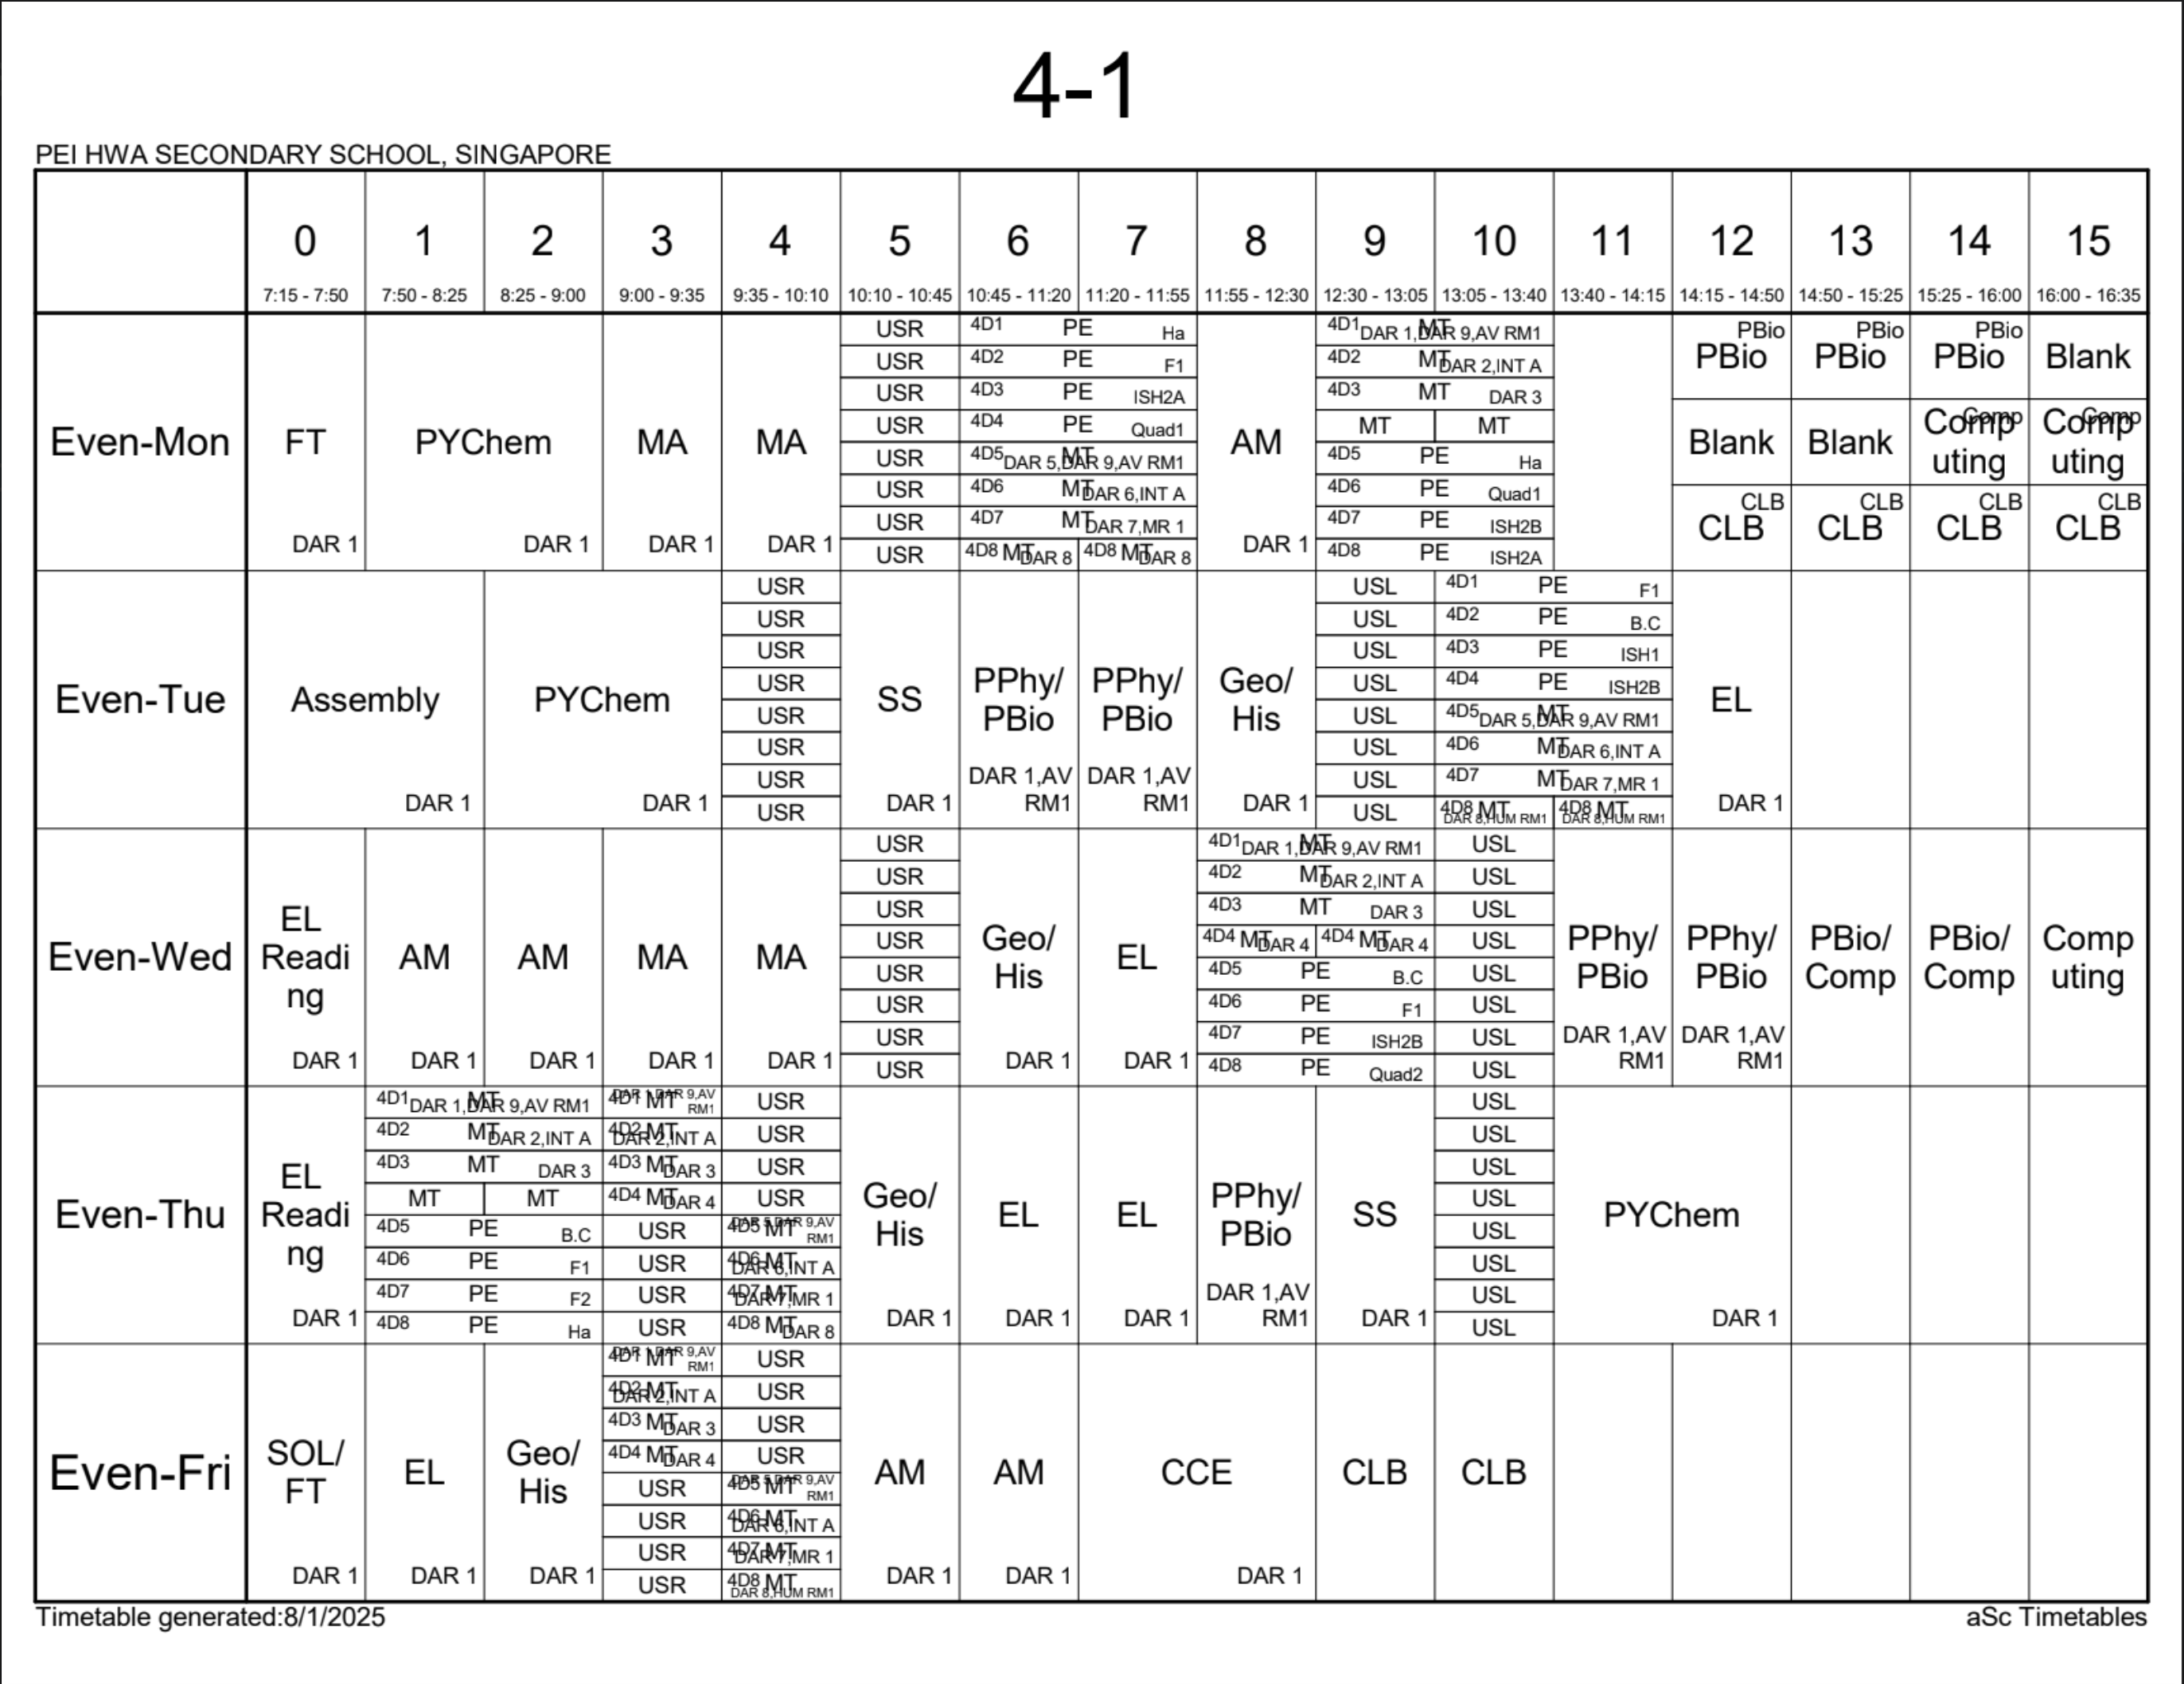 4-1
PEI HWA SECONDARY SCHOOL, SINGAPORE
0 1 2 3 4 5 6 7 8 9 10 11 12 13 14 15
7:15 - 7:50 7:50 - 8:25 8:25 - 9:00 9:00 - 9:35 9:35 - 10:10 10:10 - 10:45 10:45 - 11:20 11:20 - 11:55 11:55 - 12:30 12:30 - 13:05 13:05 - 13:40 13:40 - 14:15 14:15 - 14:50 14:50 - 15:25 15:25 - 16:00 16:00 - 16:35
Even-Mon
FT
DAR 1
PYChem
DAR 1
MA
DAR 1
MA
DAR 1
USR
USR
USR
USR
USR
USR
USR
USR
4D1 PE Ha
4D2 PE F1
4D3 PE ISH2A
4D4 PE Quad1
4D5 MT DAR 5,DAR 9,AV RM1
4D6 MT DAR 6,INT A
4D7 MT DAR 7,MR 1
4D8 MT DAR 8 4D8 MT DAR 8
AM
DAR 1
4D1 MT DAR 1,DAR 9,AV RM1
4D2 MT DAR 2,INT A
4D3 MT DAR 3
MT MT
4D5 PE Ha
4D6 PE Quad1
4D7 PE ISH2B
4D8 PE ISH2A
PBio PBio
Blank
CLB CLB
PBio PBio
Blank
CLB CLB
PBio PBio
Comp Comp
uting
CLB CLB
Blank
Comp Comp
uting
CLB CLB
Even-Tue
Assembly
DAR 1
PYChem
DAR 1
USR
USR
USR
USR
USR
USR
USR
USR
SS
DAR 1
PPhy/
PBio
DAR 1,AV
RM1
PPhy/
PBio
DAR 1,AV
RM1
Geo/
His
DAR 1
USL
USL
USL
USL
USL
USL
USL
USL
4D1 PE F1
4D2 PE B.C
4D3 PE ISH1
4D4 PE ISH2B
4D5 MT DAR 5,DAR 9,AV RM1
4D6 MT DAR 6,INT A
4D7 MT DAR 7,MR 1
4D8 MT DAR 8,HUM RM1 4D8 MT DAR 8,HUM RM1
EL
DAR 1
Even-Wed
EL
Readi
ng
DAR 1
AM
DAR 1
AM
DAR 1
MA
DAR 1
MA
DAR 1
USR
USR
USR
USR
USR
USR
USR
USR
Geo/
His
DAR 1
EL
DAR 1
4D1 MT DAR 1,DAR 9,AV RM1
4D2 MT DAR 2,INT A
4D3 MT DAR 3
4D4 MT DAR 4 4D4 MT DAR 4
4D5 PE B.C
4D6 PE F1
4D7 PE ISH2B
4D8 PE Quad2
USL
USL
USL
USL
USL
USL
USL
USL
PPhy/
PBio
DAR 1,AV
RM1
PPhy/
PBio
DAR 1,AV
RM1
PBio/
Comp
PBio/
Comp
Comp
uting
Even-Thu
EL
Readi
ng
DAR 1
4D1 MT DAR 1,DAR 9,AV RM1
4D2 MT DAR 2,INT A
4D3 MT DAR 3
MT MT
4D5 PE B.C
4D6 PE F1
4D7 PE F2
4D8 PE Ha
4D1 MT DAR 1,DAR 9,AV
RM1
4D2 MT DAR 2,INT A
4D3 MT DAR 3
4D4 MT DAR 4
USR
USR
USR
USR
USR
USR
USR
USR
4D5 MT DAR 5,DAR 9,AV
RM1
4D6 MT DAR 6,INT A
4D7 MT DAR 7,MR 1
4D8 MT DAR 8
Geo/
His
DAR 1
EL
DAR 1
EL
DAR 1
PPhy/
PBio
DAR 1,AV
RM1
SS
DAR 1
USL
USL
USL
USL
USL
USL
USL
USL
PYChem
DAR 1
Even-Fri
SOL/
FT
DAR 1
EL
DAR 1
Geo/
His
DAR 1
4D1 MT DAR 1,DAR 9,AV
RM1
4D2 MT DAR 2,INT A
4D3 MT DAR 3
4D4 MT DAR 4
USR
USR
USR
USR
USR
USR
USR
USR
4D5 MT DAR 5,DAR 9,AV
RM1
4D6 MT DAR 6,INT A
4D7 MT DAR 7,MR 1
4D8 MT DAR 8,HUM RM1
AM
DAR 1
AM
DAR 1
CCE
DAR 1
CLB
CLB
Timetable generated:8/1/2025
aSc Timetables